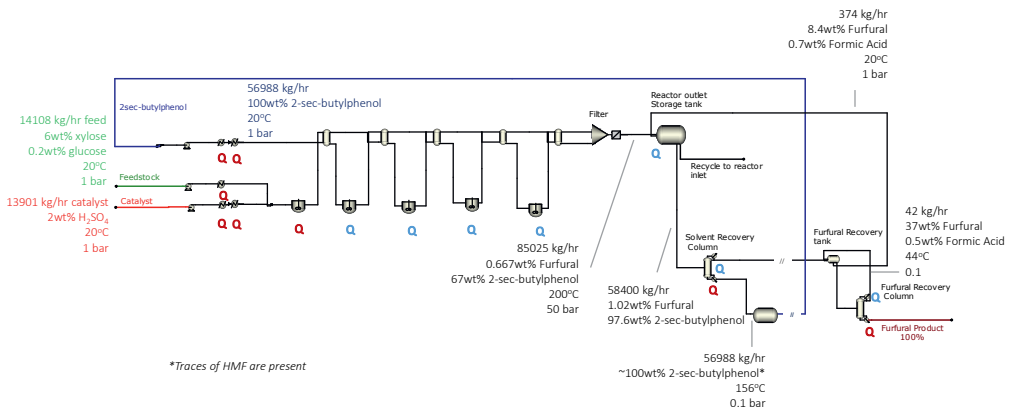 374 kg/hr
8.4wt% Furfural
0.7wt% Formic Acid
20ºC
1 bar
2sec-butylphenol
56988 kg/hr
100wt% 2-sec-butylphenol
20ºC
1 bar
Reactor outlet
Storage tank
Filter
14108 kg/hr feed
6wt% xylose
0.2wt% glucose
20ºC
1 bar
Q Q
Q
Recycle to reactor
inlet
Feedstock
Q
13901 kg/hr catalyst
2wt% H₂SO₄
20ºC
1 bar
Catalyst
Q Q
Q
Q
Q
Q
Q
42 kg/hr
37wt% Furfural
0.5wt% Formic Acid
44ºC
0.1
Solvent Recovery
Column
Furfural Recovery
tank
85025 kg/hr
0.667wt% Furfural
67wt% 2-sec-butylphenol
200ºC
50 bar
//
Q
Q
58400 kg/hr
1.02wt% Furfural
97.6wt% 2-sec-butylphenol
Q
Furfural Recovery
Column
//
Q
Furfural Product
100%
*Traces of HMF are present
56988 kg/hr
~100wt% 2-sec-butylphenol*
156ºC
0.1 bar